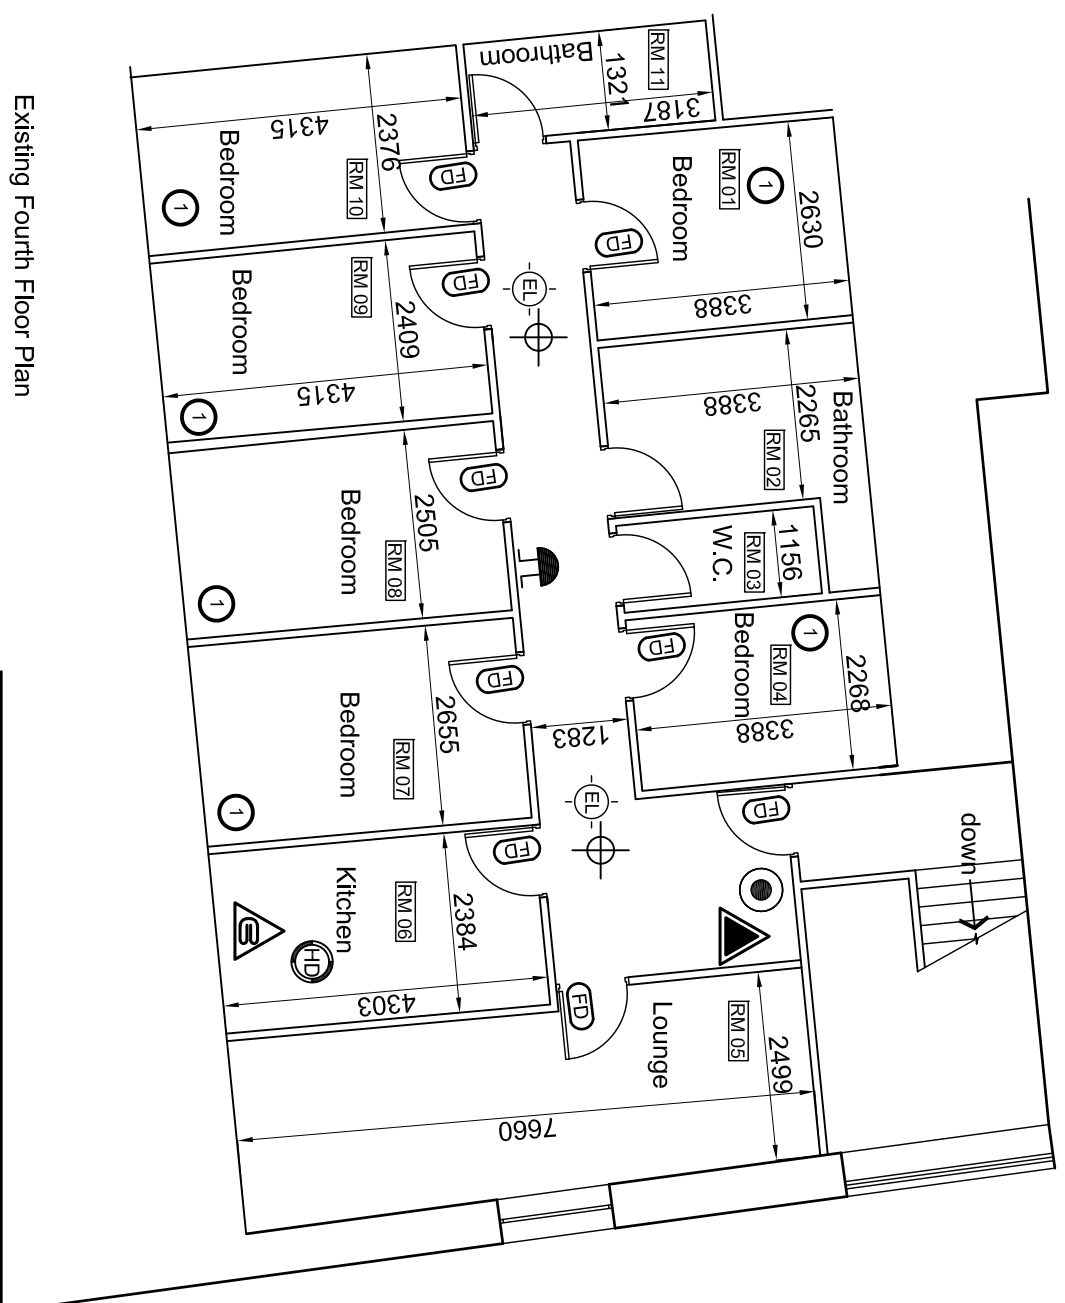 Existing Fourth Floor Plan
Bathroom
RM 11
1321
3187
Bedroom
RM 10
2376
4315
1
FD
Bedroom
RM 01
1
2630
3388
FD
EL
Bedroom
RM 09
2409
4315
1
FD
Bathroom
RM 02
2265
3388
Bedroom
RM 08
2505
1
FD
W.C.
RM 03
1156
Bedroom
RM 04
1
2268
3388
FD
Bedroom
RM 07
2655
1
FD
1283
EL
FD
down
Kitchen
RM 06
2384
4303
HD
FD
Lounge
RM 05
2499
7660
FD